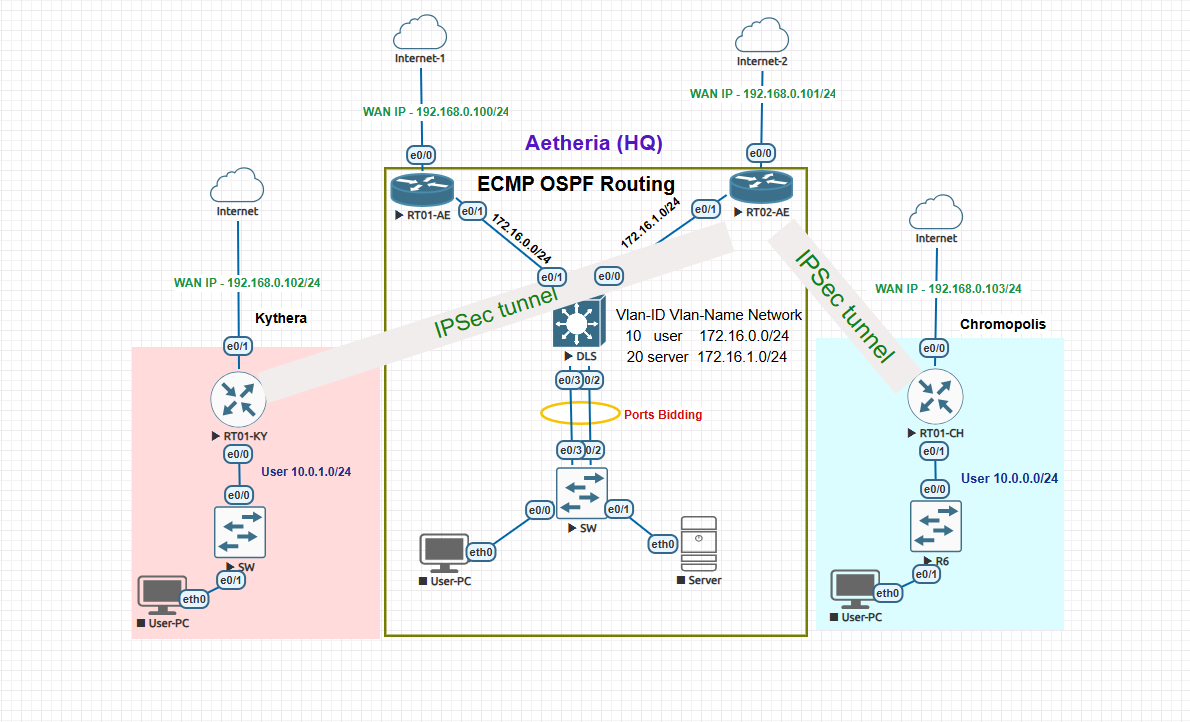 Internet-1
Internet-2
WAN IP - 192.168.0.101/24
WAN IP - 192.168.0.100/24
Aetheria (HQ)
e0/0
e0/0
ECMP OSPF Routing
RT01-AE
e0/1
172.16.0.0/24
172.16.1.0/24
e0/1
RT02-AE
Internet
Internet
WAN IP - 192.168.0.102/24
WAN IP - 192.168.0.103/24
e0/1
e0/0
IPSec tunnel
IPSec tunnel
Kythera
Chromopolis
Vlan-ID Vlan-Name Network
10 user 172.16.0.0/24
20 server 172.16.1.0/24
DLS
e0/1
e0/0
e0/3
0/2
Ports Bidding
RT01-KY
RT01-CH
e0/0
e0/1
User 10.0.1.0/24
User 10.0.0.0/24
e0/3
0/2
e0/0
e0/0
e0/0
e0/1
SW
SW
R6
eth0
eth0
User-PC
Server
e0/1
e0/1
eth0
eth0
User-PC
User-PC